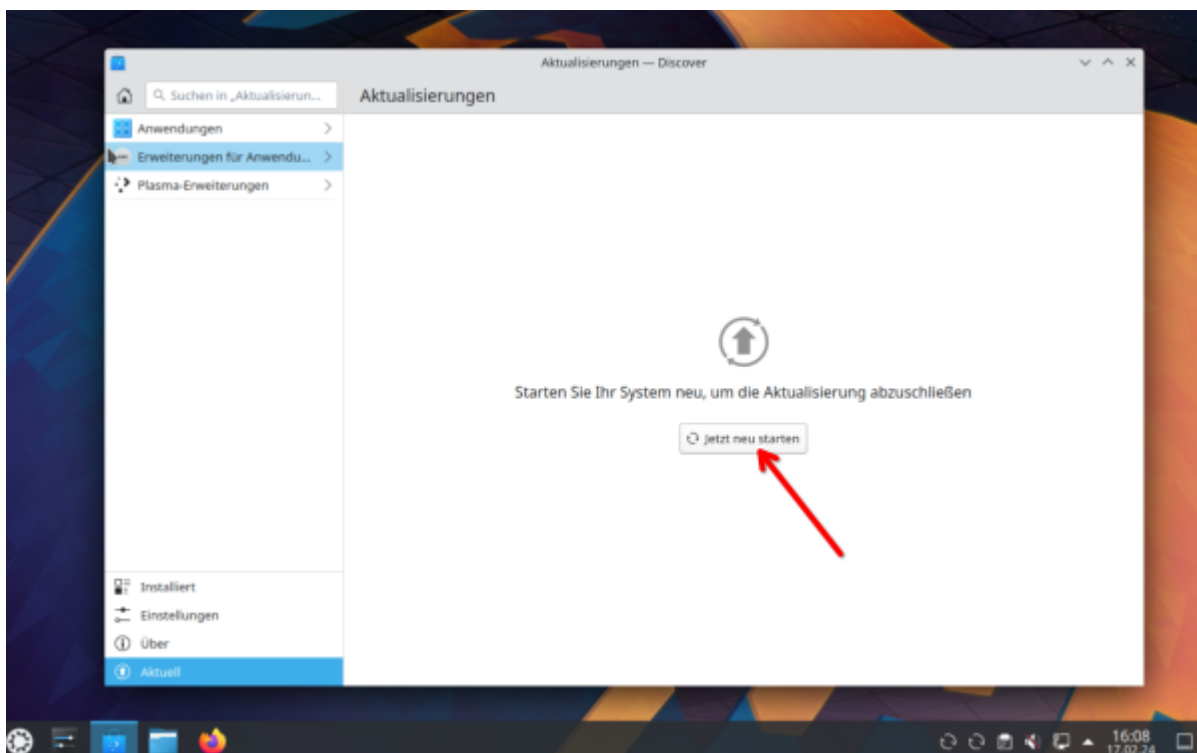 Aktualisierungen — Discover
Suchen in „Aktualisierun...
Aktualisierungen
Anwendungen
Erweiterungen für Anwendu...
Plasma-Erweiterungen
Starten Sie Ihr System neu, um die Aktualisierung abzuschließen
Jetzt neu starten
Installiert
Einstellungen
Über
Aktuell
16:08
17.02.24